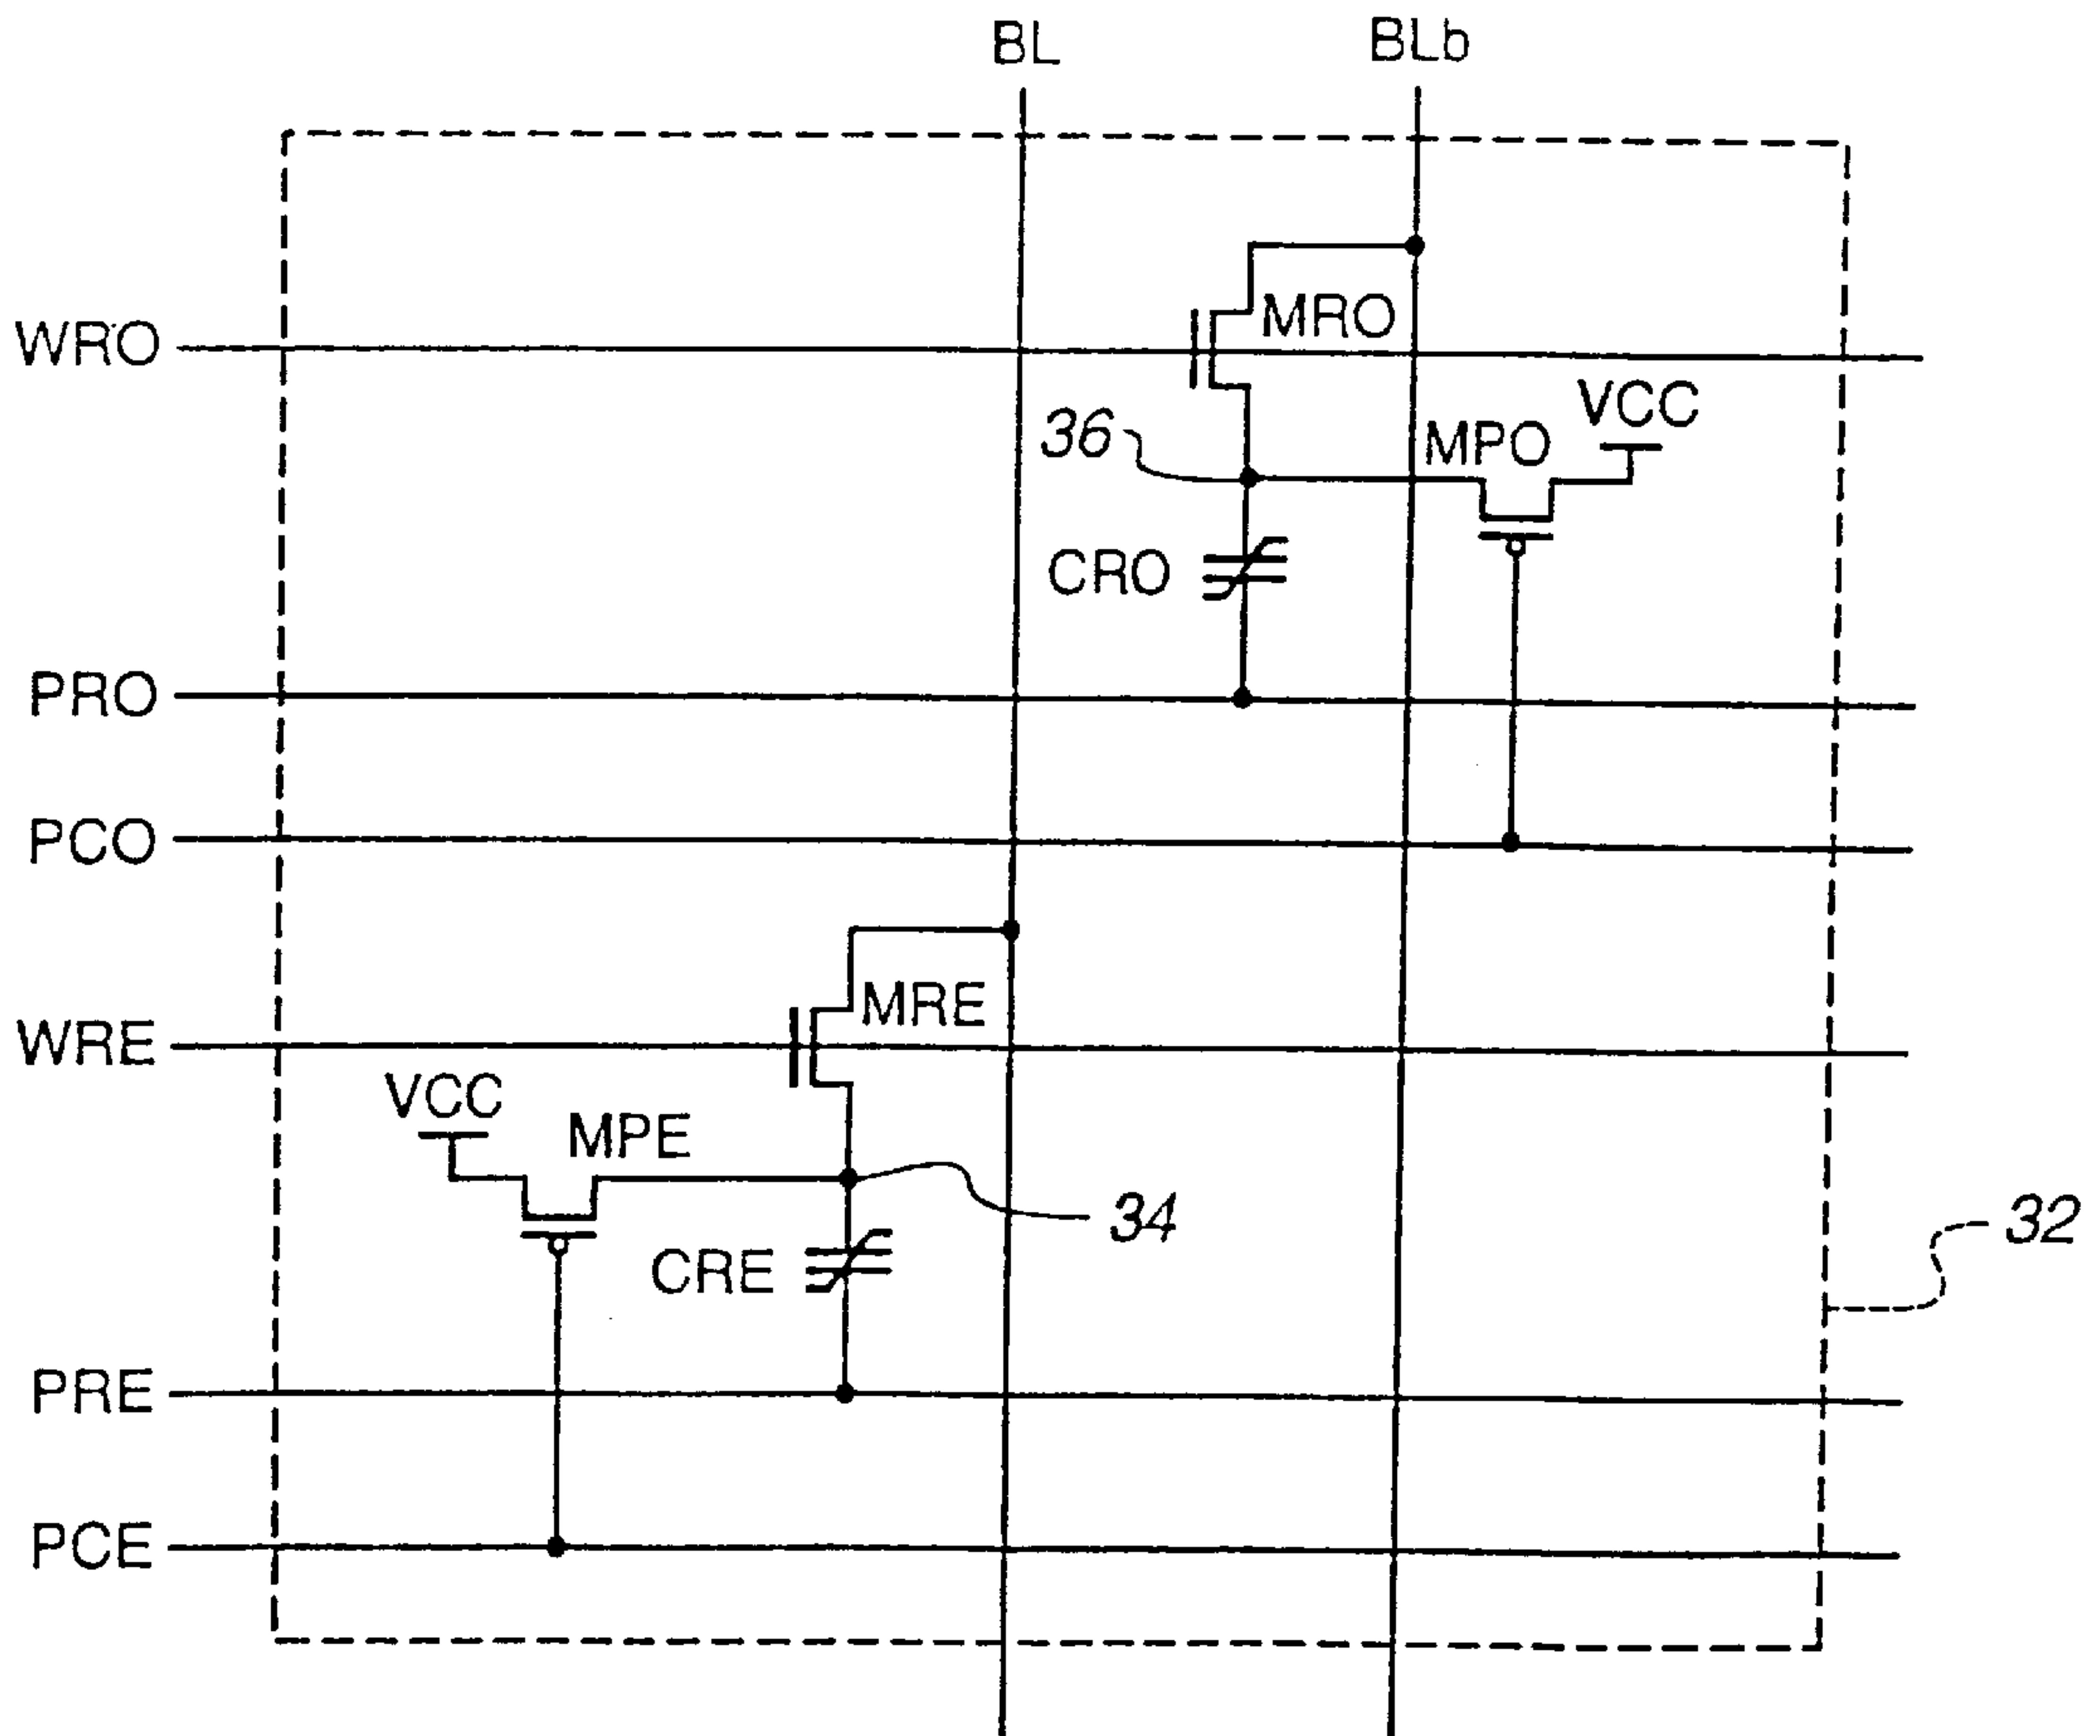 BL
BLb
WRO
MRO
VCC
36
MPO
CRO
PRO
PCO
MRE
WRE
VCC
MPE
34
32
CRE
PRE
PCE